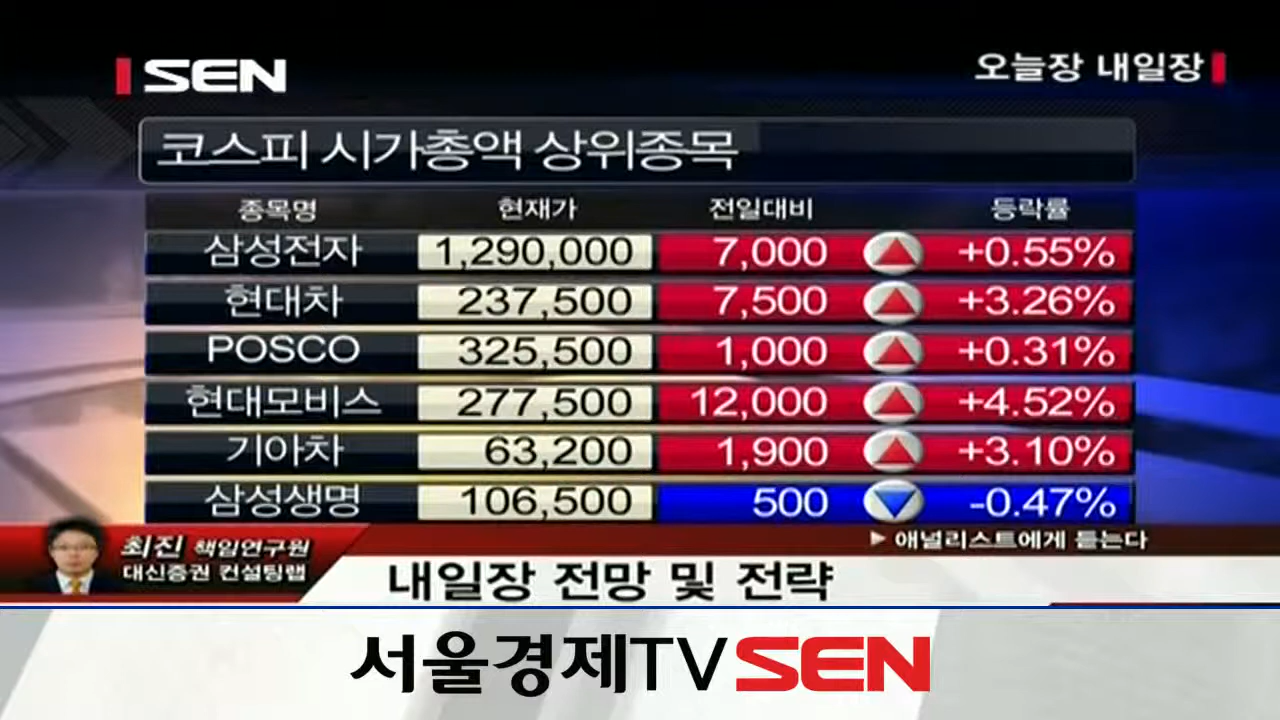 SEN
오늘장 내일장
코스피 시가총액 상위종목
종목명 현재가 전일대비 등락률
삼성전자 1,290,000 7,000 ▲ +0.55%
현대차 237,500 7,500 ▲ +3.26%
POSCO 325,500 1,000 ▲ +0.31%
현대모비스 277,500 12,000 ▲ +4.52%
기아차 63,200 1,900 ▲ +3.10%
삼성생명 106,500 500 ▼ -0.47%
최진 책임연구원
대신증권 컨설팅랩
▶ 애널리스트에게 듣는다
내일장 전망 및 전략
서울경제TV SEN